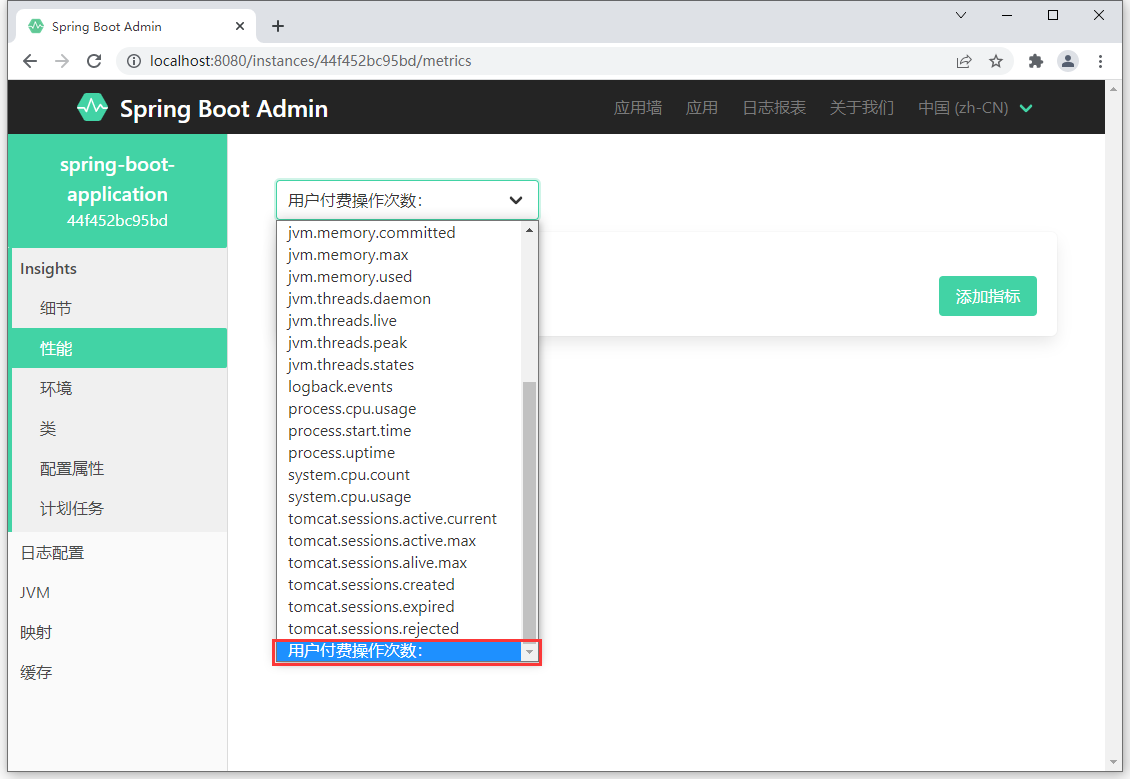 Spring Boot Admin
localhost:8080/instances/44f452bc95bd/metrics
Spring Boot Admin
应用墙 应用 日志报表 关于我们 中国 (zh-CN)
spring-boot-
application
44f452bc95bd
Insights
细节
性能
环境
类
配置属性
计划任务
日志配置
JVM
映射
缓存
用户付费操作次数：
jvm.memory.committed
jvm.memory.max
jvm.memory.used
jvm.threads.daemon
jvm.threads.live
jvm.threads.peak
jvm.threads.states
logback.events
process.cpu.usage
process.start.time
process.uptime
system.cpu.count
system.cpu.usage
tomcat.sessions.active.current
tomcat.sessions.active.max
tomcat.sessions.alive.max
tomcat.sessions.created
tomcat.sessions.expired
tomcat.sessions.rejected
用户付费操作次数：
添加指标